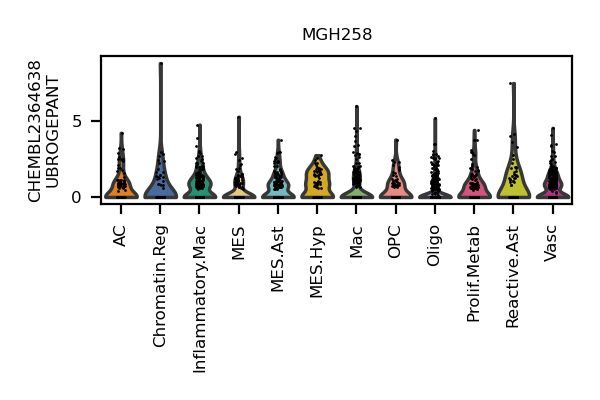 MGH258
CHEMBL2364638
UBROGEPANT
5
0
AC
Chromatin.Reg
Inflammatory.Mac
MES
MES.Ast
MES.Hyp
Mac
OPC
Oligo
Prolif.Metab
Reactive.Ast
Vasc